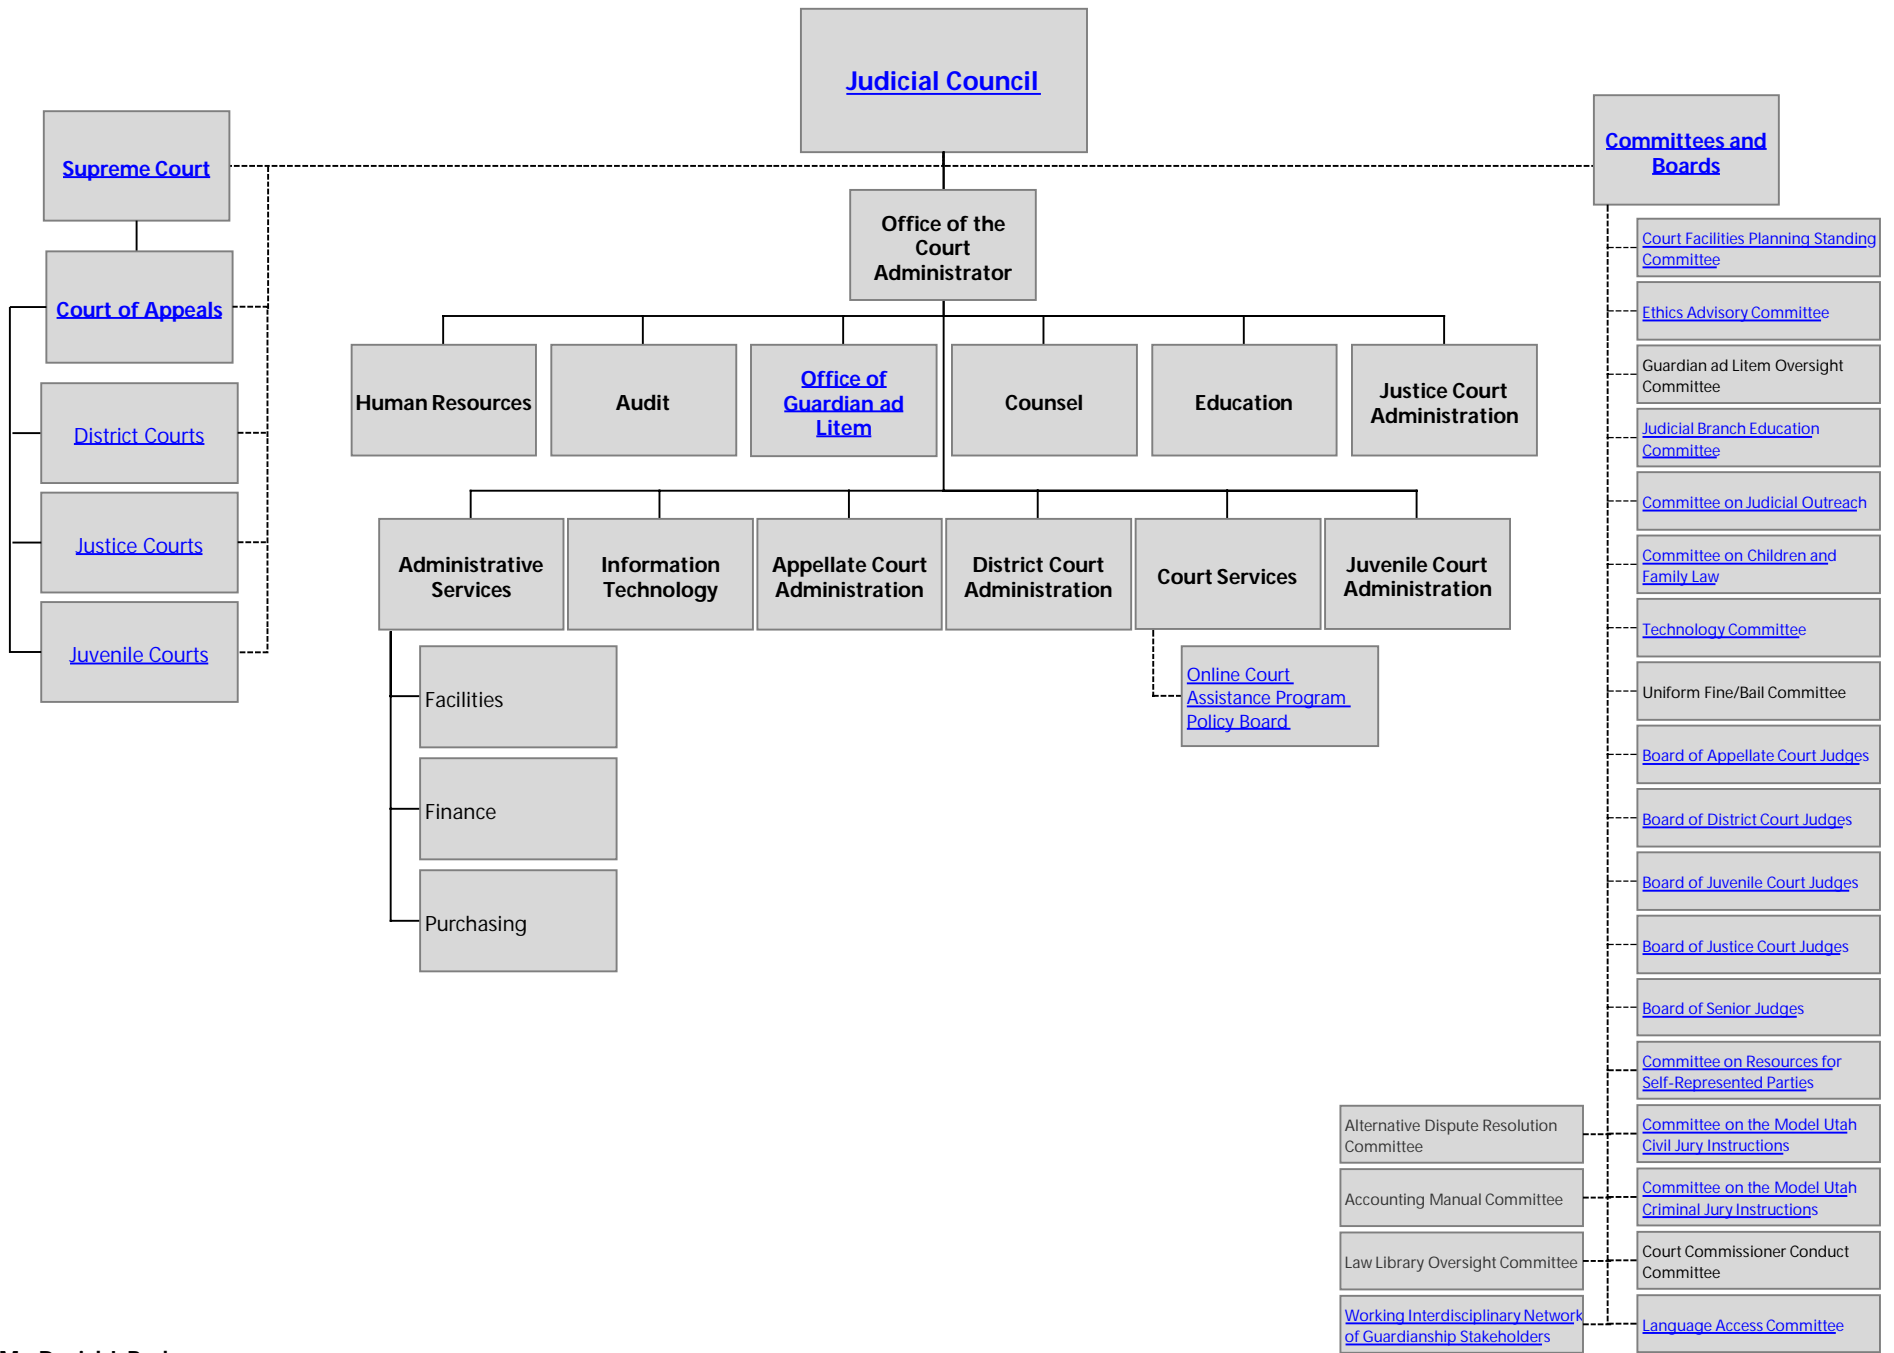 Judicial Council
Supreme Court
Committees and
Boards
Office of the
Court
Administrator
Court of Appeals
District Courts
Justice Courts
Juvenile Courts
Human Resources
Audit
Office of
Guardian ad
Litem
Counsel
Education
Justice Court
Administration
Administrative
Services
Information
Technology
Appellate Court
Administration
District Court
Administration
Court Services
Juvenile Court
Administration
Facilities
Finance
Purchasing
Online Court
Assistance Program
Policy Board
Court Facilities Planning Standing
Committee
Ethics Advisory Committee
Guardian ad Litem Oversight
Committee
Judicial Branch Education
Committee
Committee on Judicial Outreach
Committee on Children and
Family Law
Technology Committee
Uniform Fine/Bail Committee
Board of Appellate Court Judges
Board of District Court Judges
Board of Juvenile Court Judges
Board of Justice Court Judges
Board of Senior Judges
Committee on Resources for
Self-Represented Parties
Committee on the Model Utah
Civil Jury Instructions
Committee on the Model Utah
Criminal Jury Instructions
Court Commissioner Conduct
Committee
Language Access Committee
Alternative Dispute Resolution
Committee
Accounting Manual Committee
Law Library Oversight Committee
Working Interdisciplinary Network
of Guardianship Stakeholders